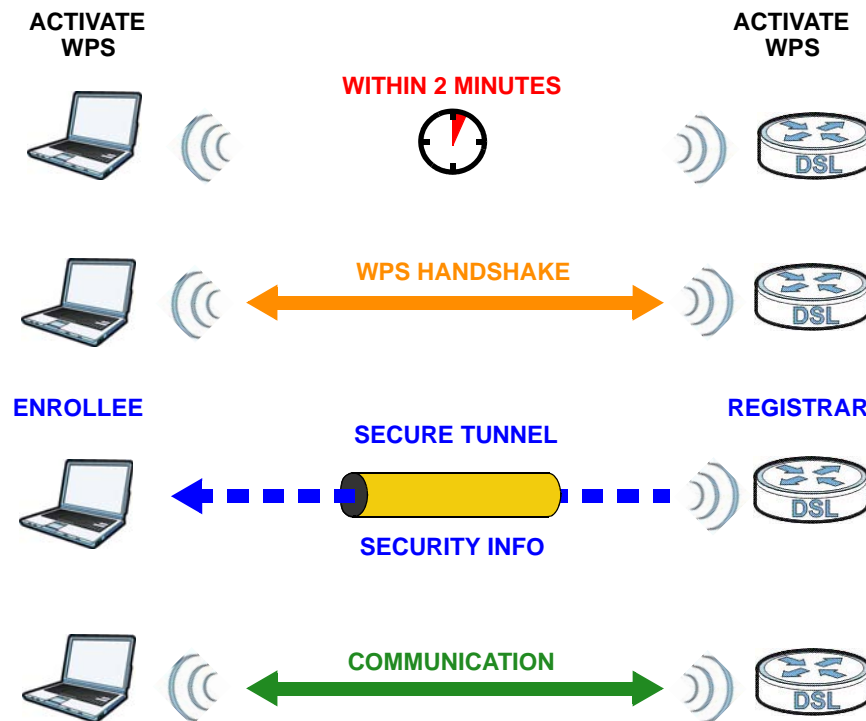 ACTIVATE
WPS
ACTIVATE
WPS
WITHIN 2 MINUTES
DSL
WPS HANDSHAKE
DSL
ENROLLEE
REGISTRAR
SECURE TUNNEL
DSL
SECURITY INFO
COMMUNICATION
DSL